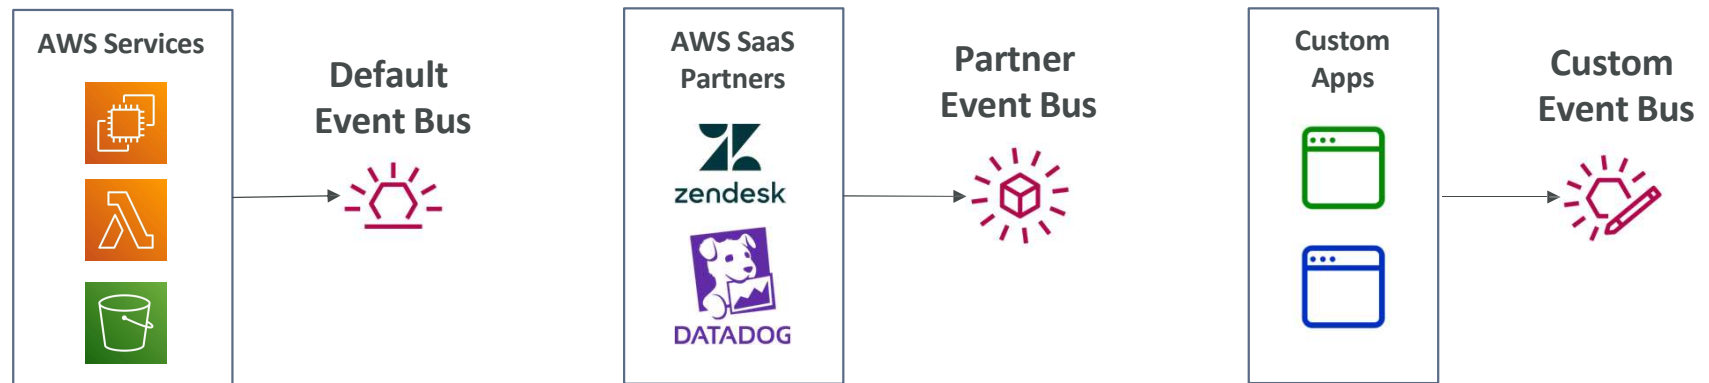 AWS Services
Default
Event Bus
AWS SaaS
Partners
zendesk
DATADOG
Partner
Event Bus
Custom
Apps
Custom
Event Bus